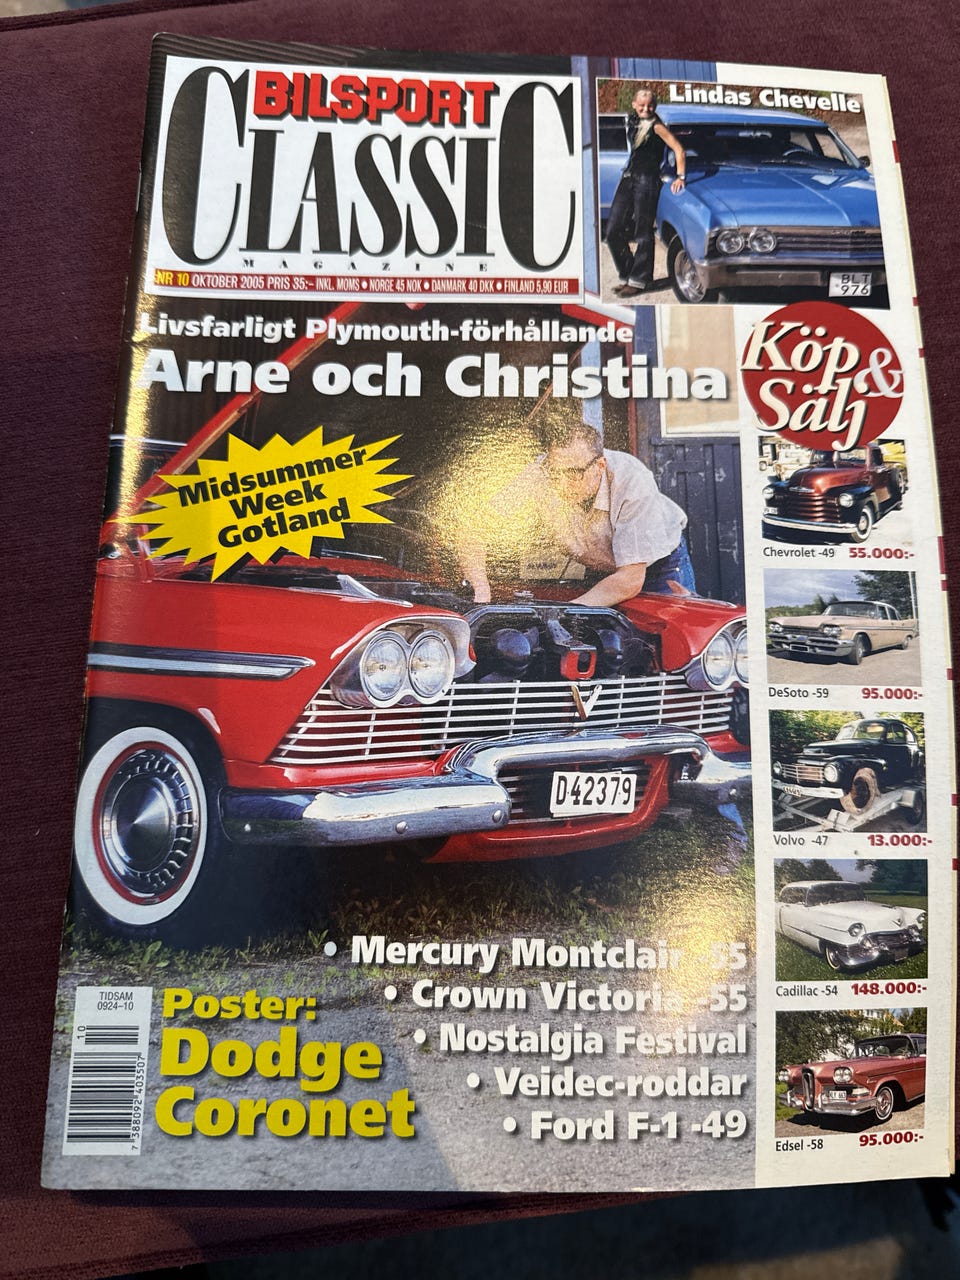 BILSPORT
CLASSIC
MAGAZINE
NR 10 OKTOBER 2005 PRIS 35:- INKL. MOMS • NORGE 45 NOK • DANMARK 40 DKK • FINLAND 5,90 EUR
Lindas Chevelle
BLT
976
Livsfarligt Plymouth-förhållande
Arne och Christina
Midsummer
Week
Gotland
Köp
&
Sälj
Chevrolet -49 55.000:-
DeSoto -59 95.000:-
Volvo -47 13.000:-
Cadillac -54 148.000:-
Edsel -58 95.000:-
D42379
• Mercury Montclair -55
• Crown Victoria -55
• Nostalgia Festival
• Veidec-roddar
• Ford F-1 -49
Poster:
Dodge
Coronet
TIDSAM
0924-10
10
7 388092 403507